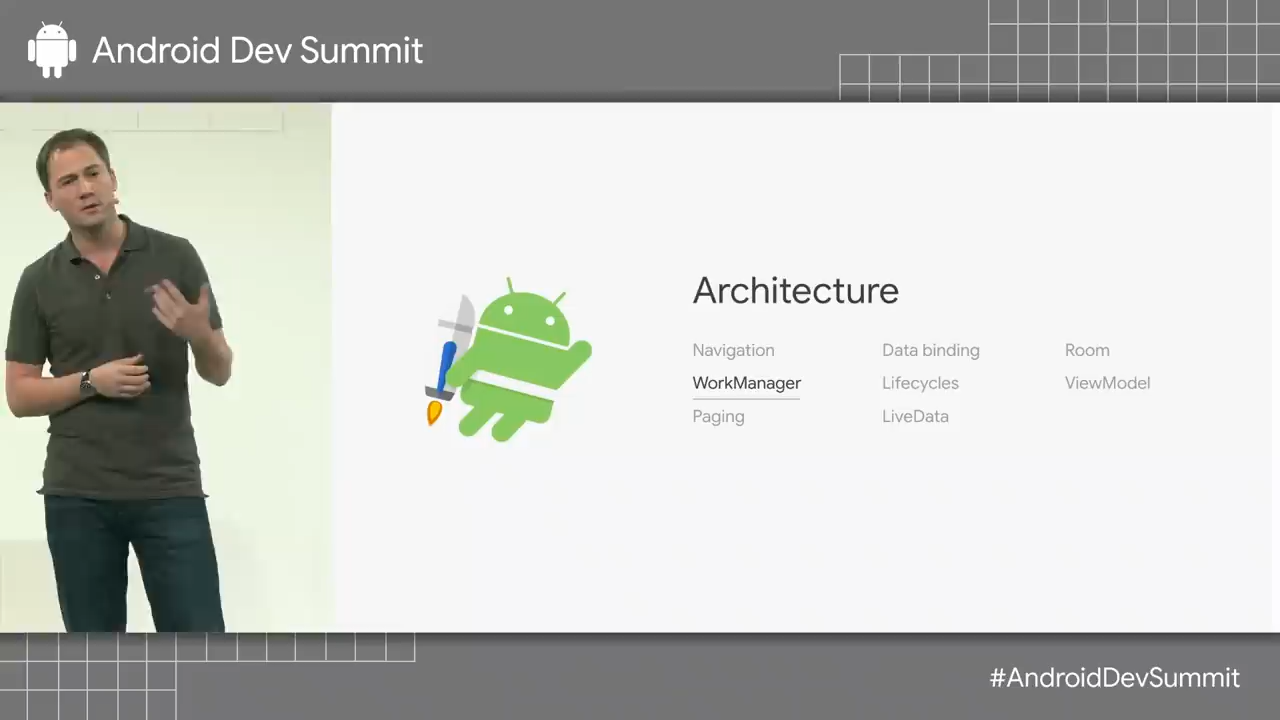 Android Dev Summit
Architecture
Navigation Data binding Room
WorkManager Lifecycles ViewModel
Paging LiveData
#AndroidDevSummit